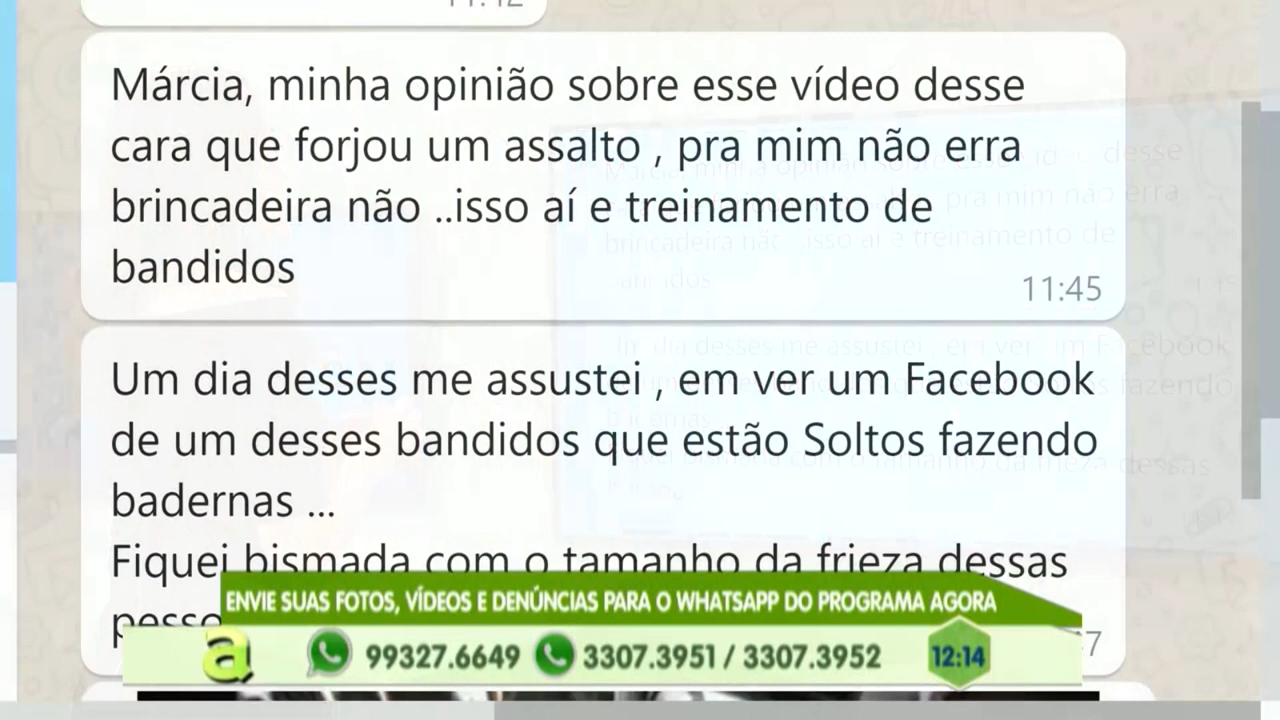 Márcia, minha opinião sobre esse vídeo desse
cara que forjou um assalto , pra mim não erra
brincadeira não ..isso aí e treinamento de
bandidos
11:45
Um dia desses me assustei , em ver um Facebook
de um desses bandidos que estão Soltos fazendo
badernas ...
Fiquei bismada com o tamanho da frieza dessas
ENVIE SUAS FOTOS, VÍDEOS E DENÚNCIAS PARA O WHATSAPP DO PROGRAMA AGORA
a 99327.6649 3307.3951 / 3307.3952 12:14